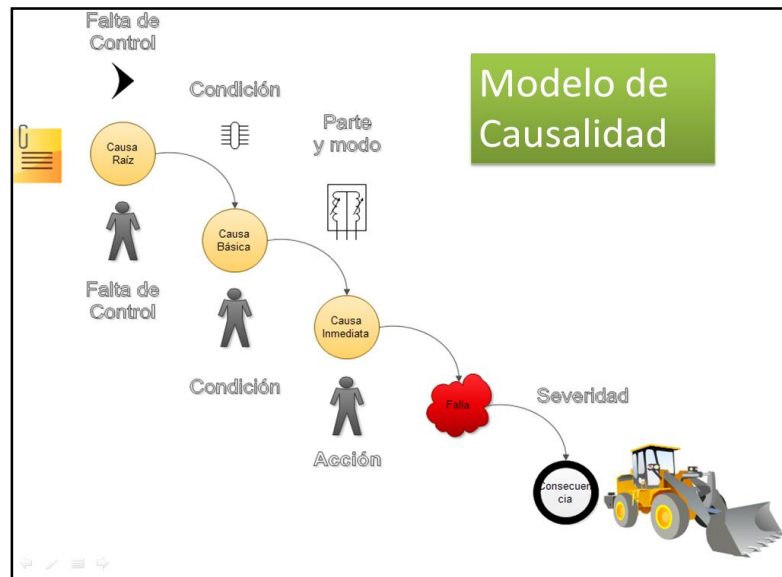 Falta de
Control
Modelo de
Causalidad
Condición
Parte
y modo
Causa
Raíz
Causa
Básica
Falta de
Control
Causa
Inmediata
Condición
Falla
Severidad
Acción
Consecuen
cia